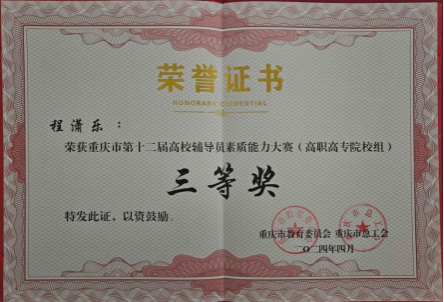 荣誉证书
HONORARY CREDENTIAL
程潇乐：
荣获重庆市第十二届高校辅导员素质能力大赛（高职高专院校组）
三等奖
特发此证，以资鼓励。
重庆市教育委员会 重庆市总工会
二〇二四年四月